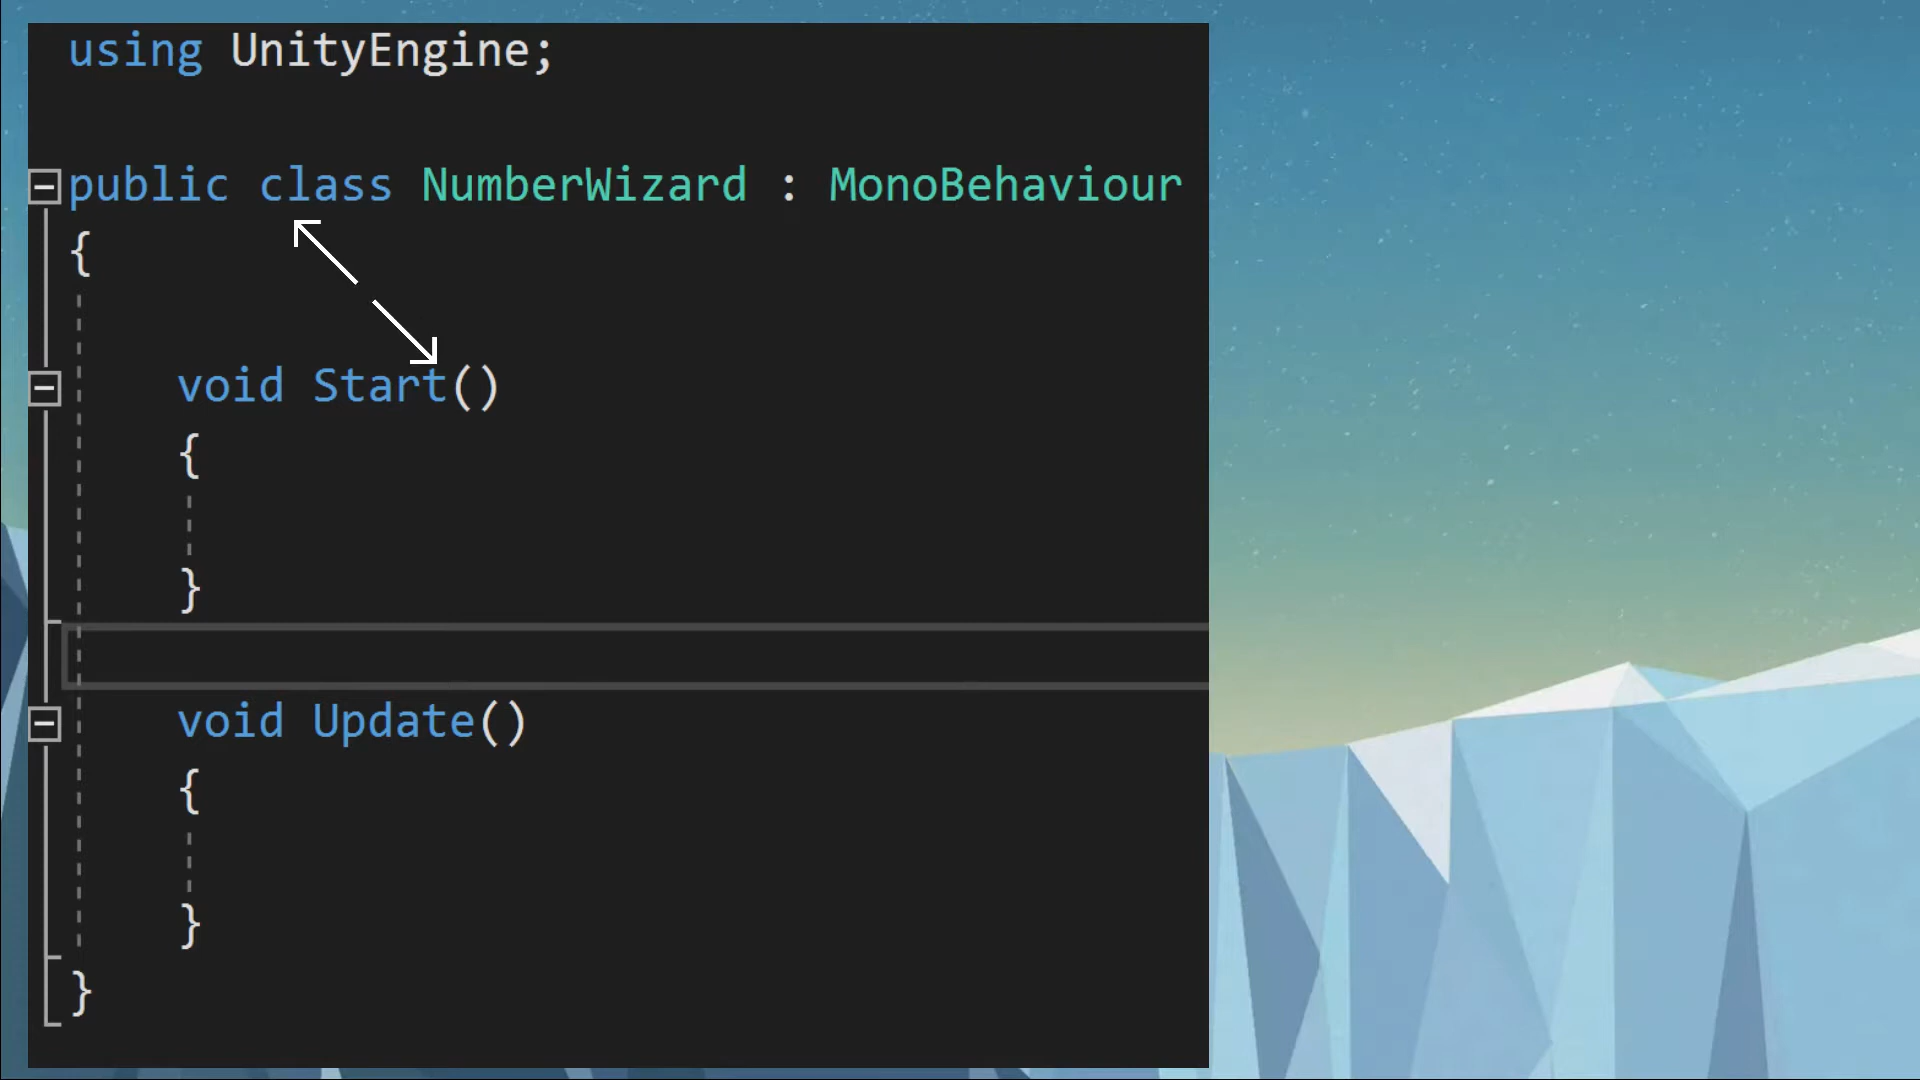 using UnityEngine;
public class NumberWizard : MonoBehaviour
{
void Start()
{
}
void Update()
{
}
}